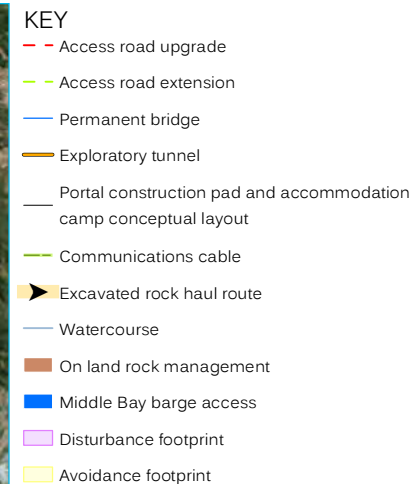 KEY
Access road upgrade
Access road extension
Permanent bridge
Exploratory tunnel
Portal construction pad and accommodation
camp conceptual layout
Communications cable
Excavated rock haul route
Watercourse
On land rock management
Middle Bay barge access
Disturbance footprint
Avoidance footprint